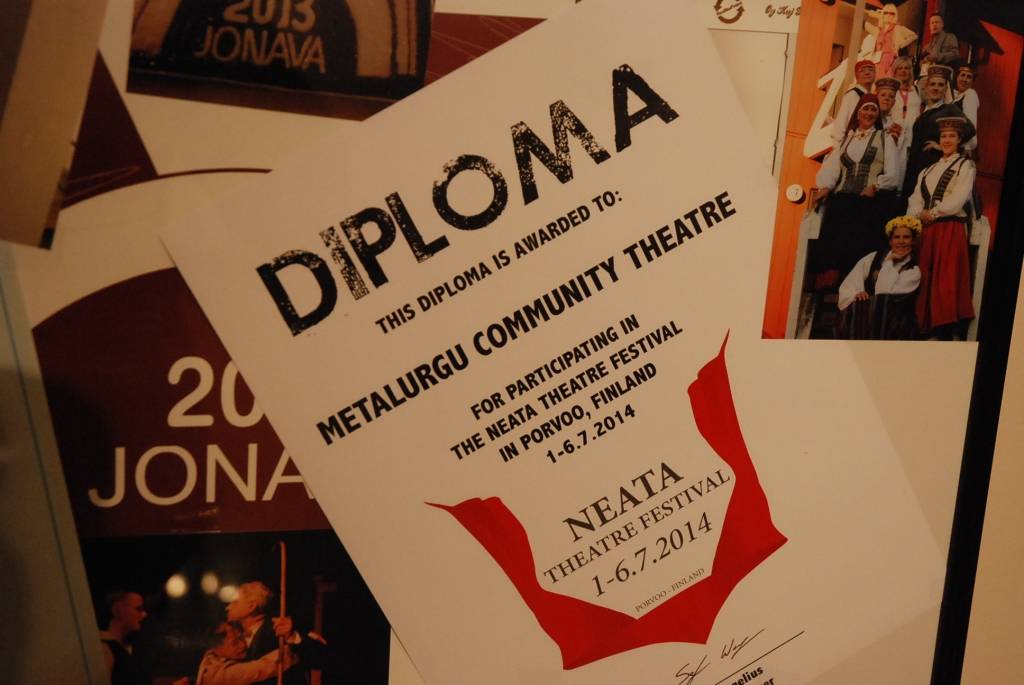 2013
JONAVA
DIPLOMA
THIS DIPLOMA IS AWARDED TO:
METALURGU COMMUNITY THEATRE
FOR PARTICIPATING IN
THE NEATA THEATRE FESTIVAL
IN PORVOO, FINLAND
1-6.7.2014
NEATA
THEATRE FESTIVAL
1-6.7.2014
PORVOO - FINLAND
20
JONA
7